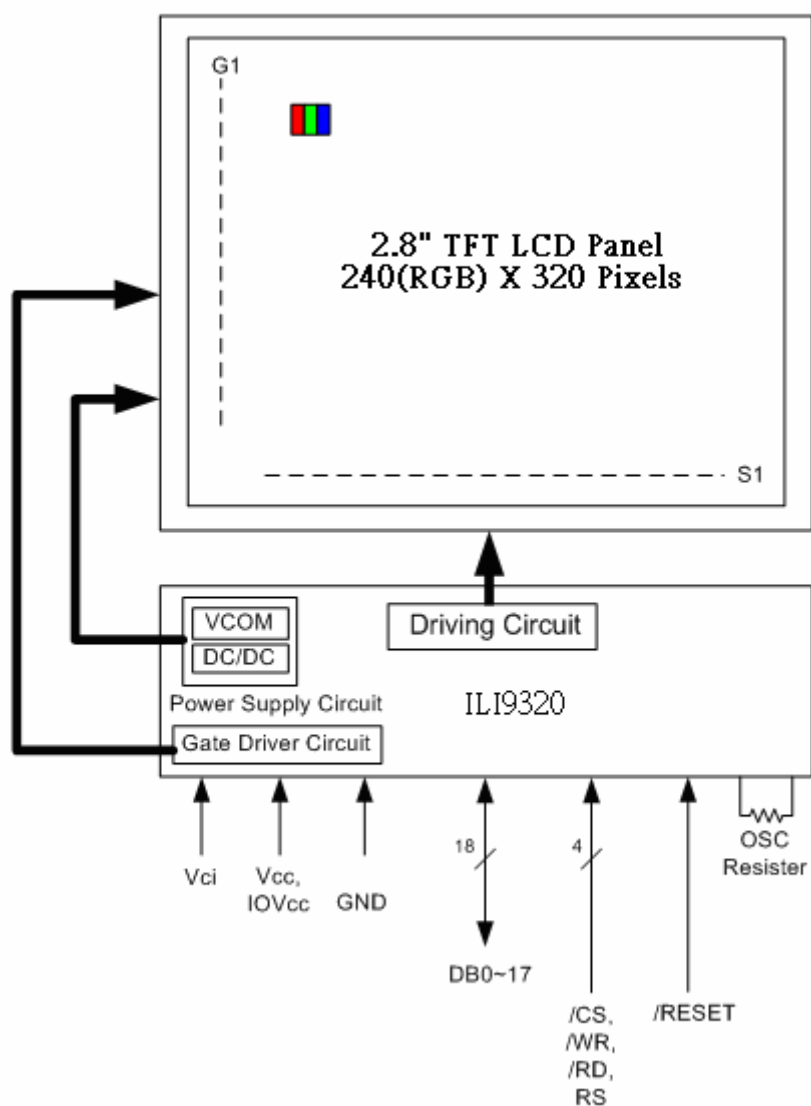 G1
2.8" TFT LCD Panel
240(RGB) X 320 Pixels
S1
VCOM
DC/DC
Driving Circuit
Power Supply Circuit
ILI9320
Gate Driver Circuit
18
4
OSC
Resister
Vci
Vcc,
IOVcc
GND
DB0~17
/CS,
/WR,
/RD,
RS
/RESET